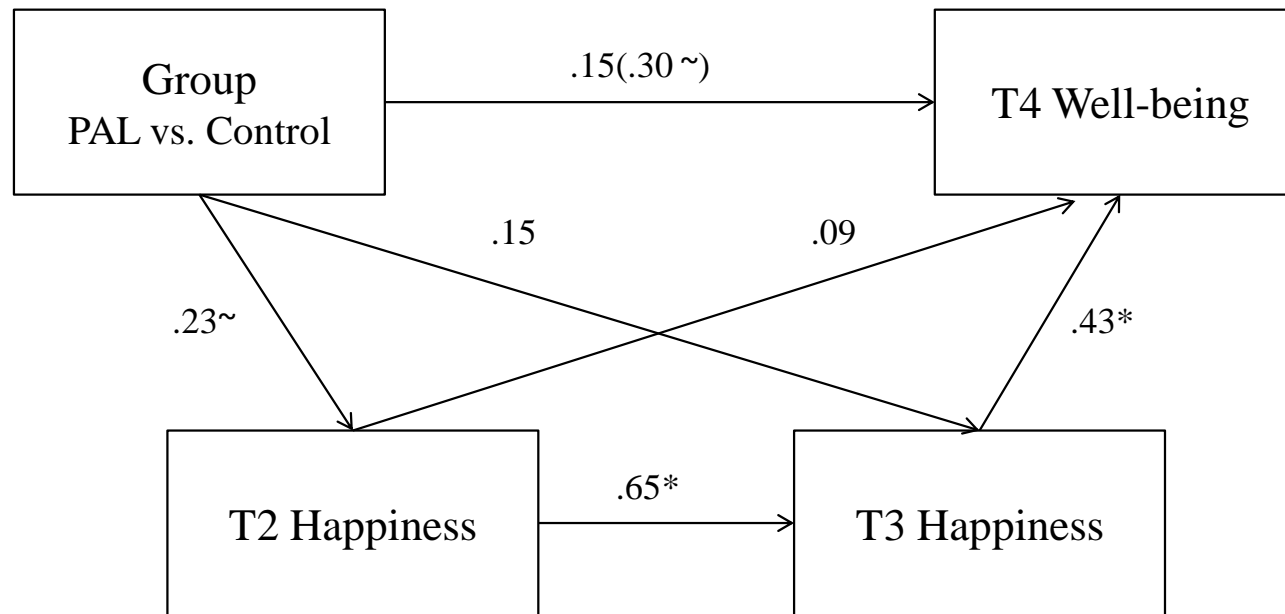 Group
PAL vs. Control
.15(.30 ~)
T4 Well-being
.15
.09
.23~
.43*
T2 Happiness
.65*
T3 Happiness